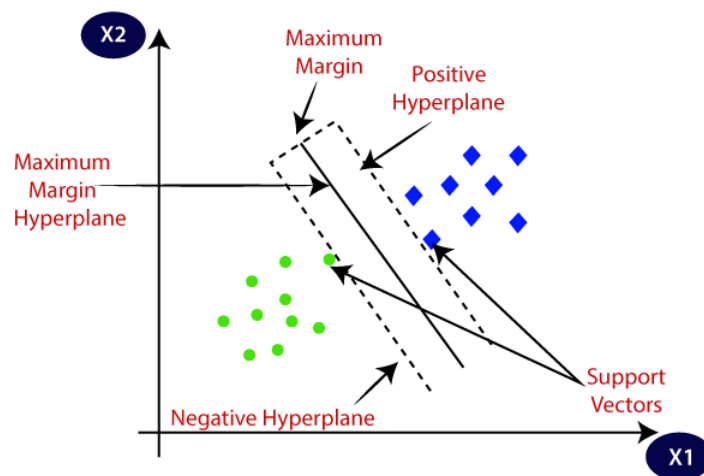 X2
Maximum
Margin
Positive
Hyperplane
Maximum
Margin
Hyperplane
Support
Vectors
Negative Hyperplane
X1